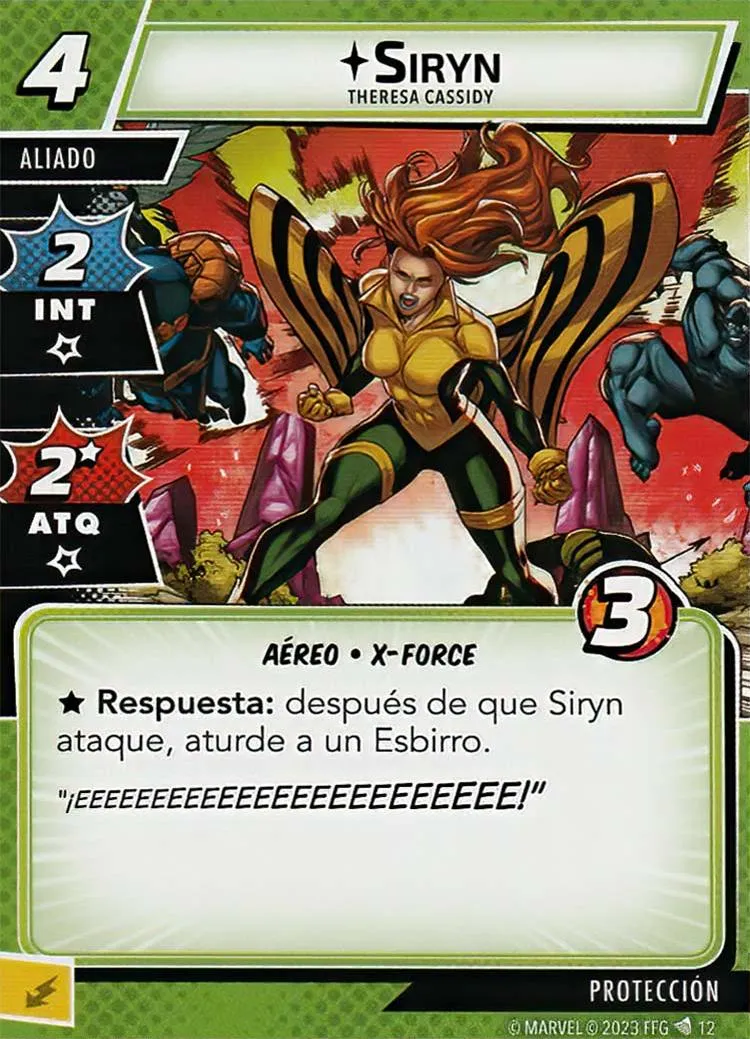 4
SIRYN
THERESA CASSIDY
ALIADO
2
INT
2
ATQ
3
AÉREO • X-FORCE
★ Respuesta: después de que Siryn
ataque, aturde a un Esbirro.
"¡EEEEEEEEEEEEEEEEEEEEEEEEE!"
PROTECCIÓN
© MARVEL © 2023 FFG 12